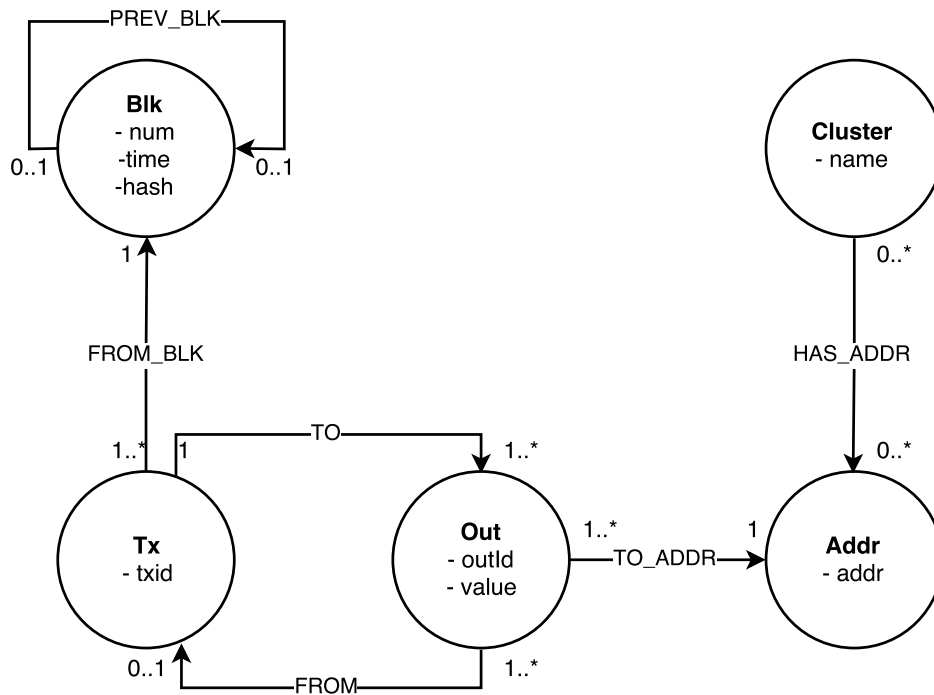 PREV_BLK
Blk
- num
-time
-hash
0..1
0..1
Cluster
- name
1
0..*
FROM_BLK
HAS_ADDR
1..*
1
TO
1..*
0..*
Tx
- txid
Out
- outId
- value
1..*
TO_ADDR
1
Addr
- addr
0..1
FROM
1..*